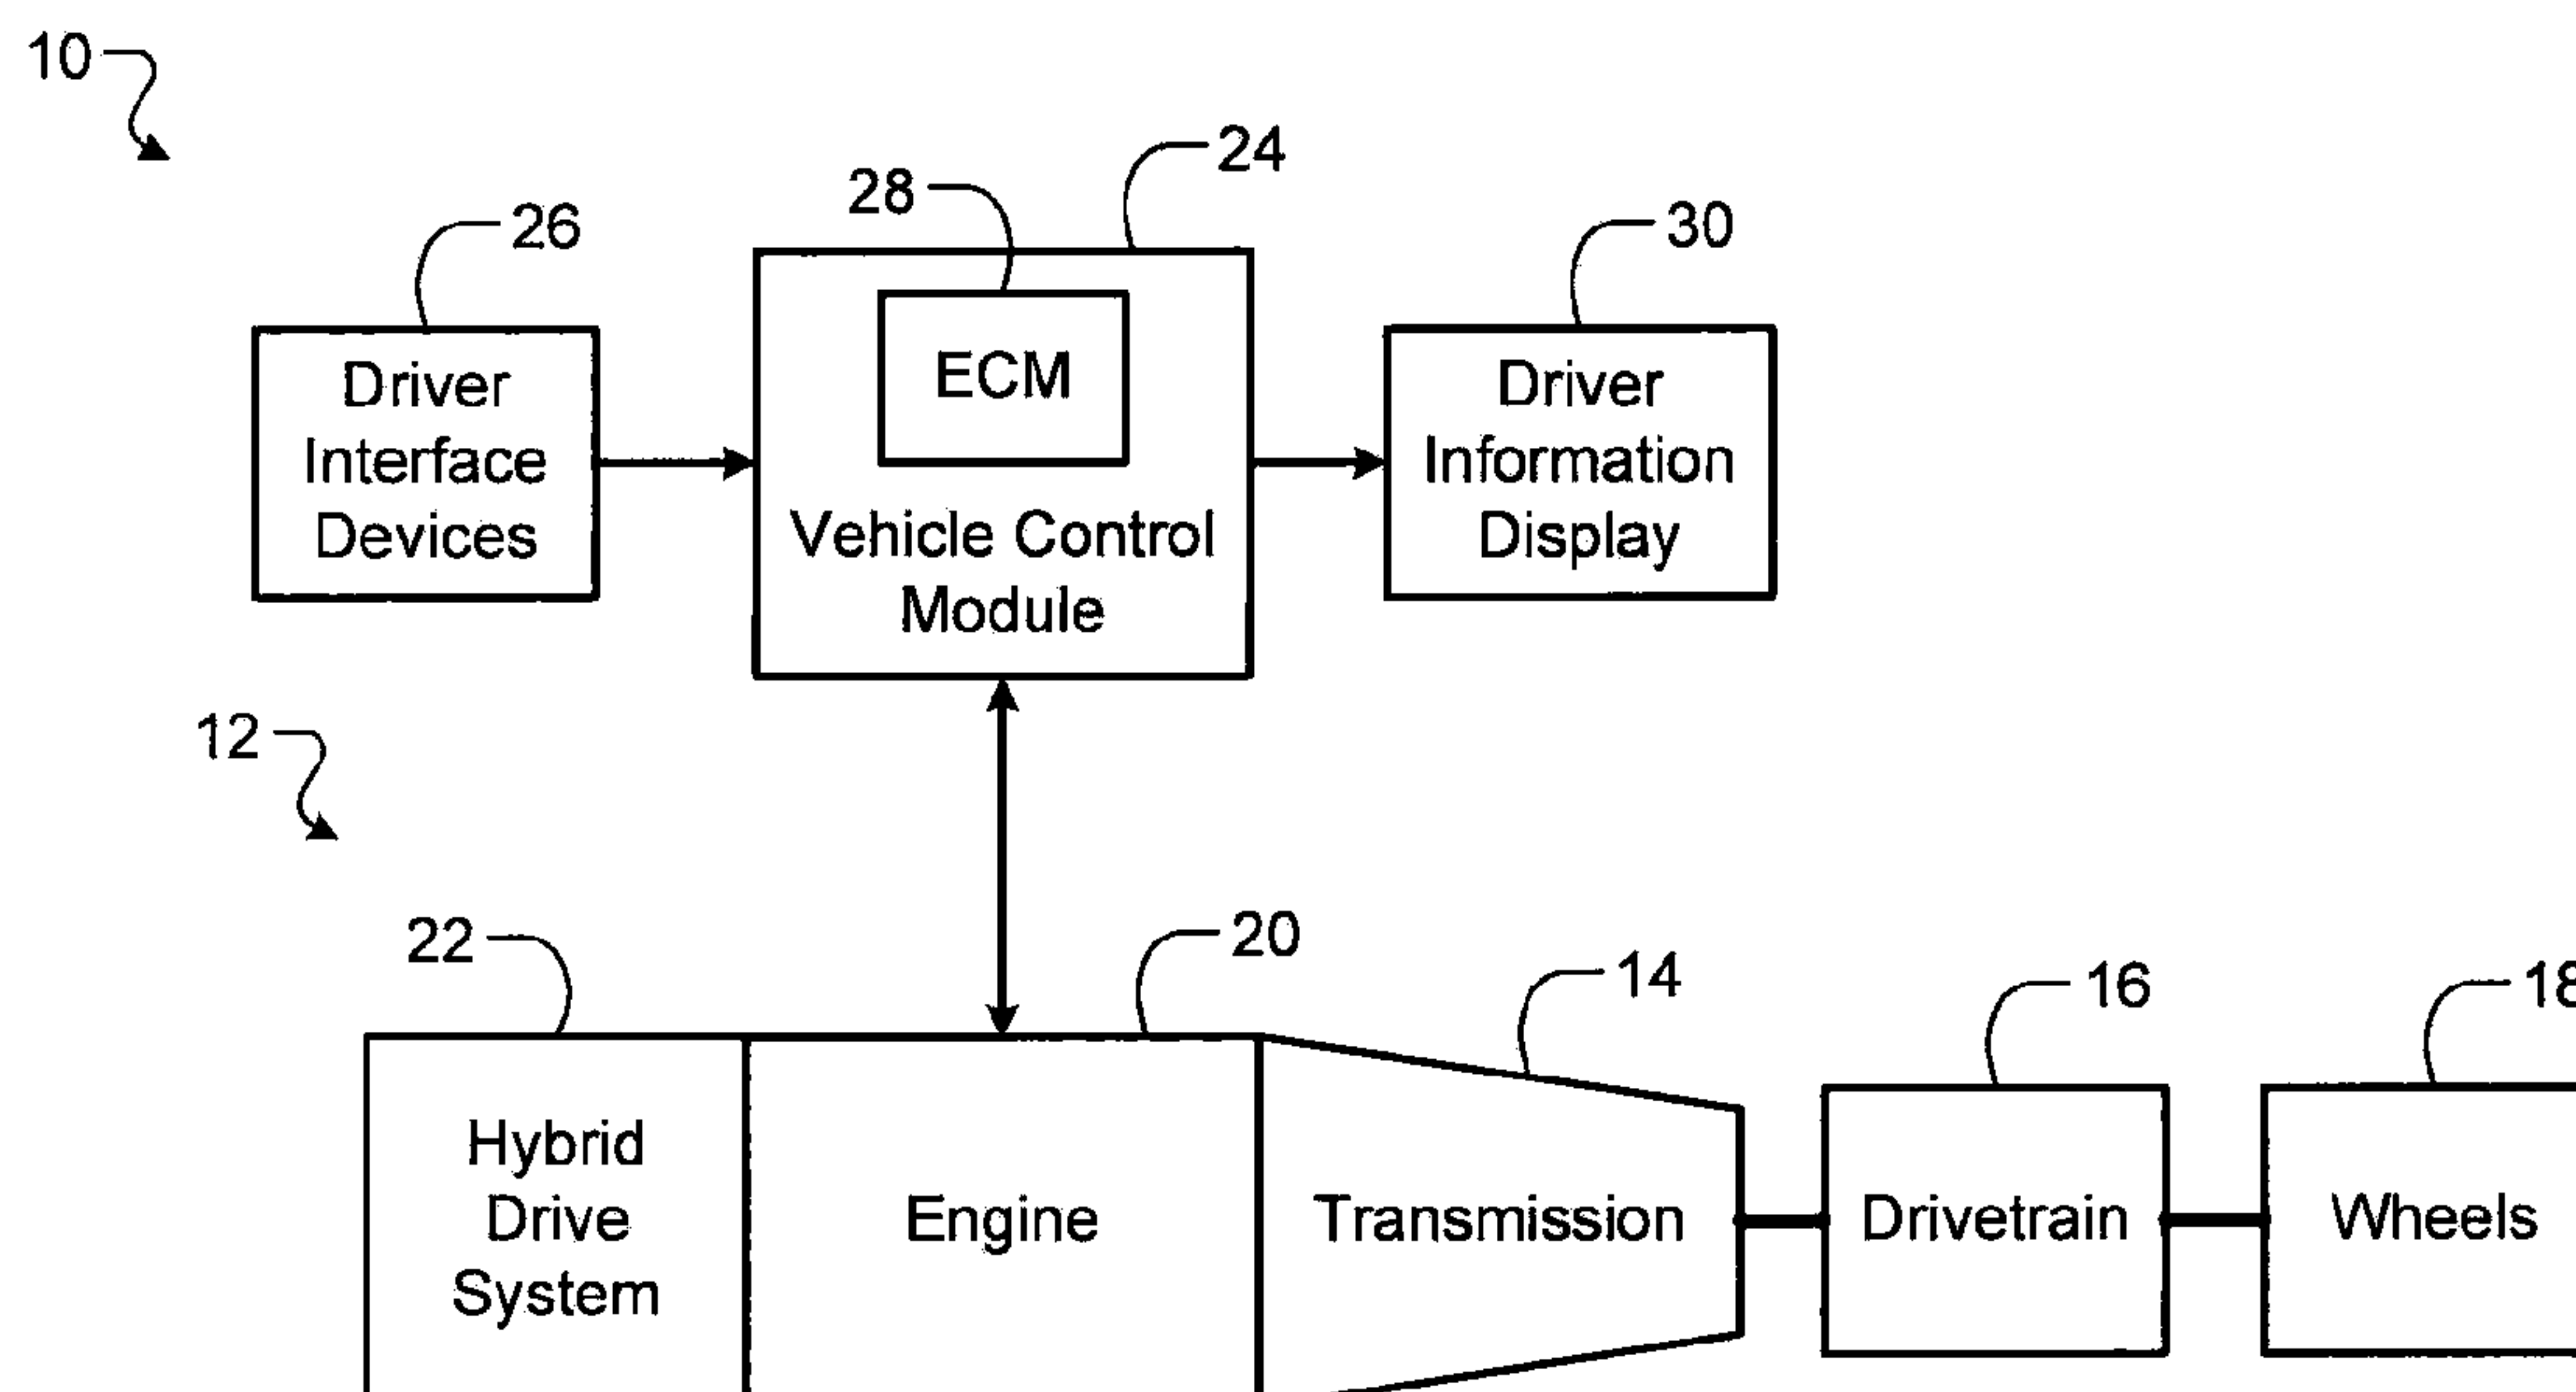 10
24
28
26
30
Driver
Interface
Devices
ECM
Vehicle Control
Module
Driver
Information
Display
12
22
20
14
16
18
Hybrid
Drive
System
Engine
Transmission
Drivetrain
Wheels